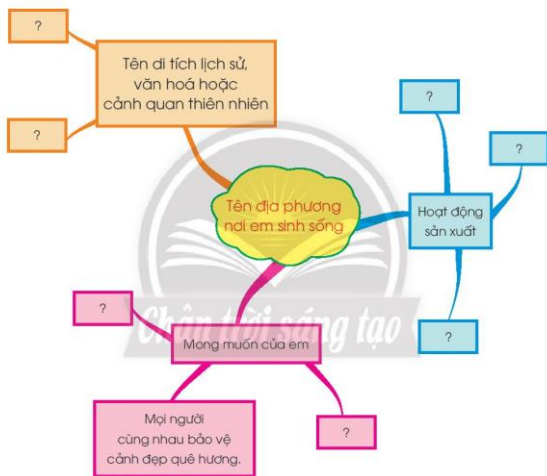 ?
Tên di tích lịch sử,
văn hoá hoặc
cảnh quan thiên nhiên
?
?
?
Tên địa phương
nơi em sinh sống
Hoạt động
sản xuất
?
?
Chân trời sáng tạo
Mong muốn của em
Mọi người
cùng nhau bảo vệ
cảnh đẹp quê hương.
?